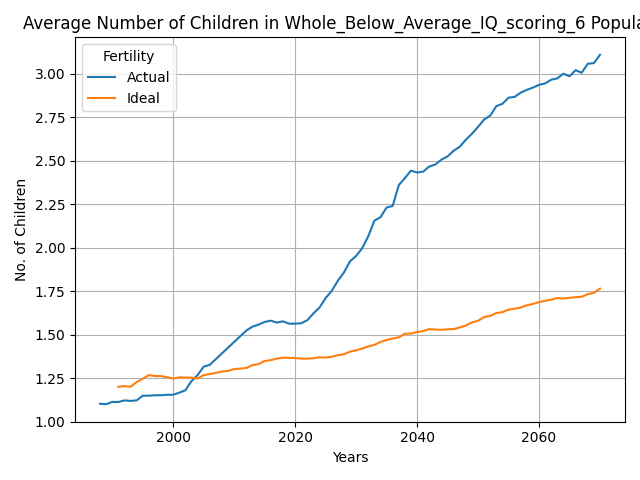 Average Number of Children in Whole_Below_Average_IQ_scoring_6 Popula
Fertility
Actual
Ideal
No. of Children
3.00
2.75
2.50
2.25
2.00
1.75
1.50
1.25
1.00
2000 2020 2040 2060
Years